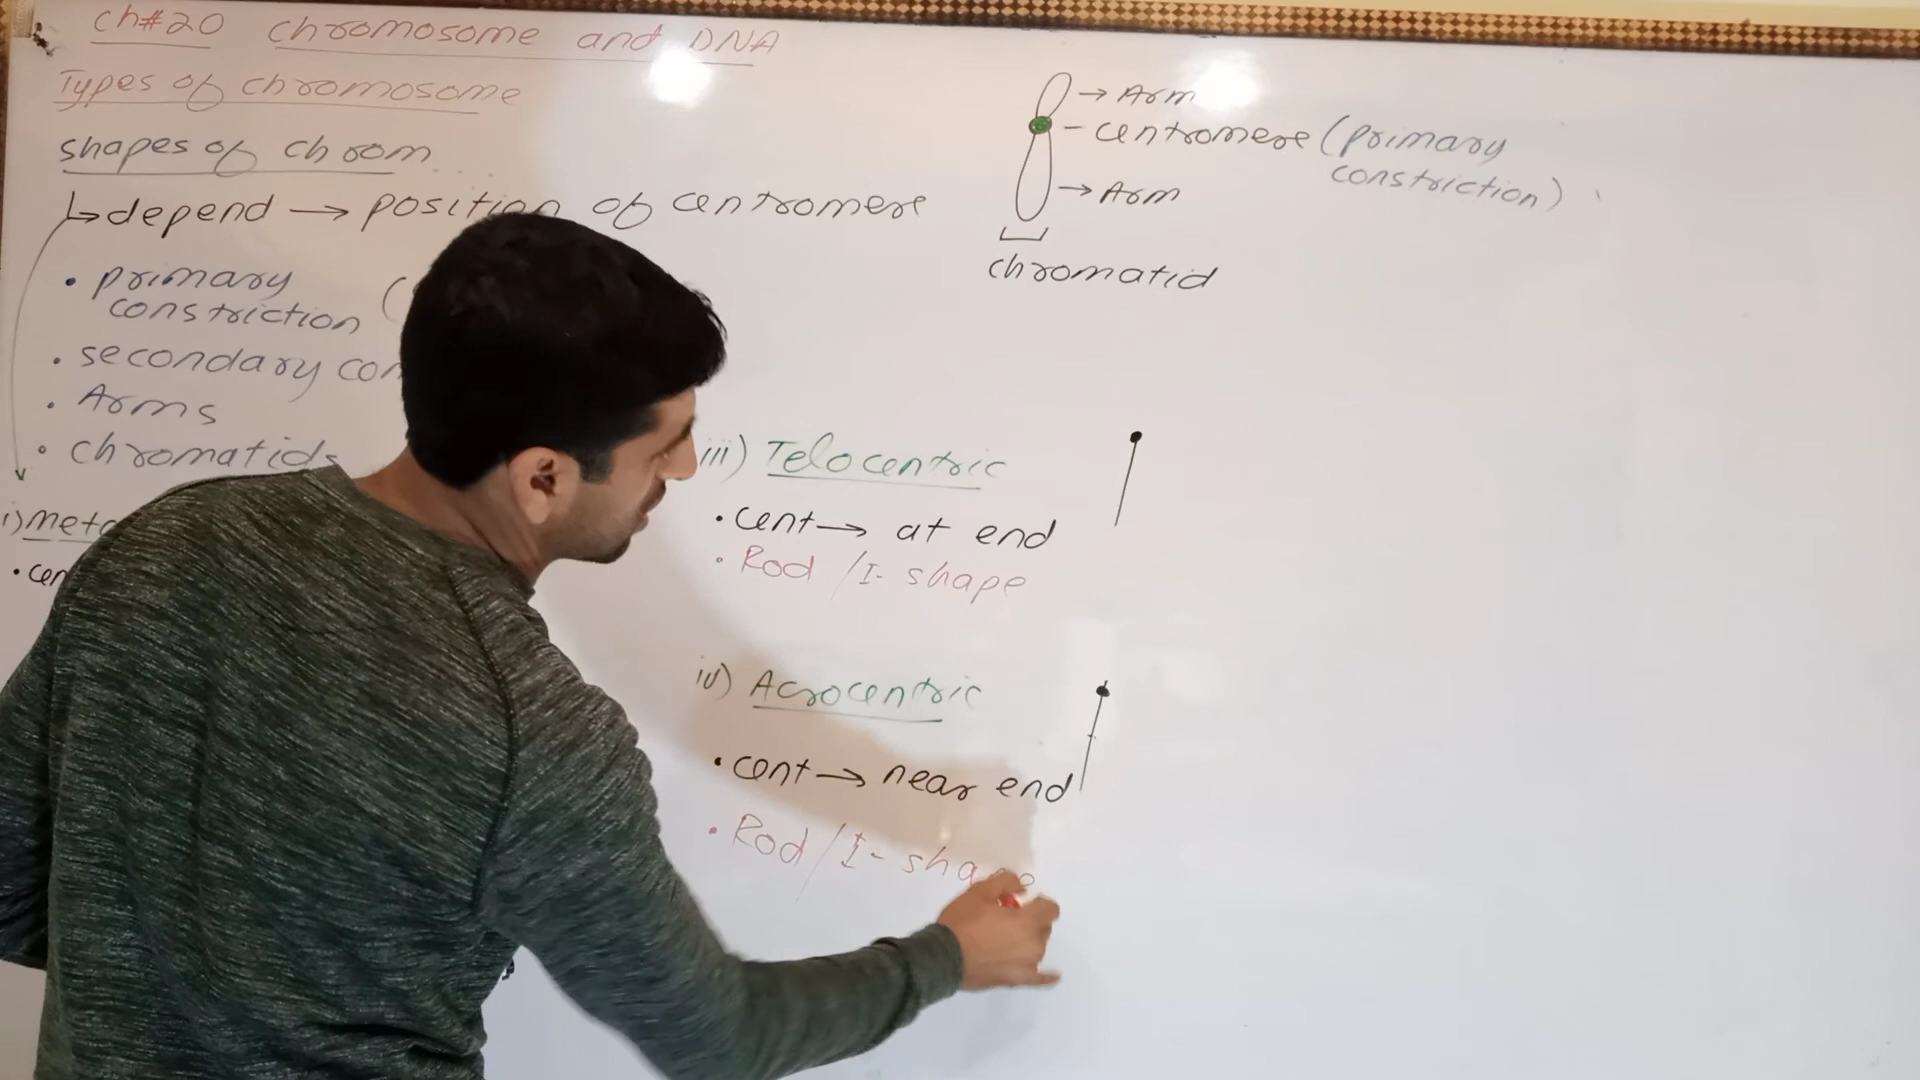 Ch#20 Chromosome and DNA
Types of chromosome
shapes of chrom
depend → position of centromere
• primary
constriction (
• secondary con
• Arms
• chromatids
i) meta
• cen
→ Arm
- centromere (primary
constriction)
→ Arm
chromatid
iii) Telocentric
• cent → at end
• Rod / I- shape
iv) Acrocentric
• cent → near end
• Rod / I- shape